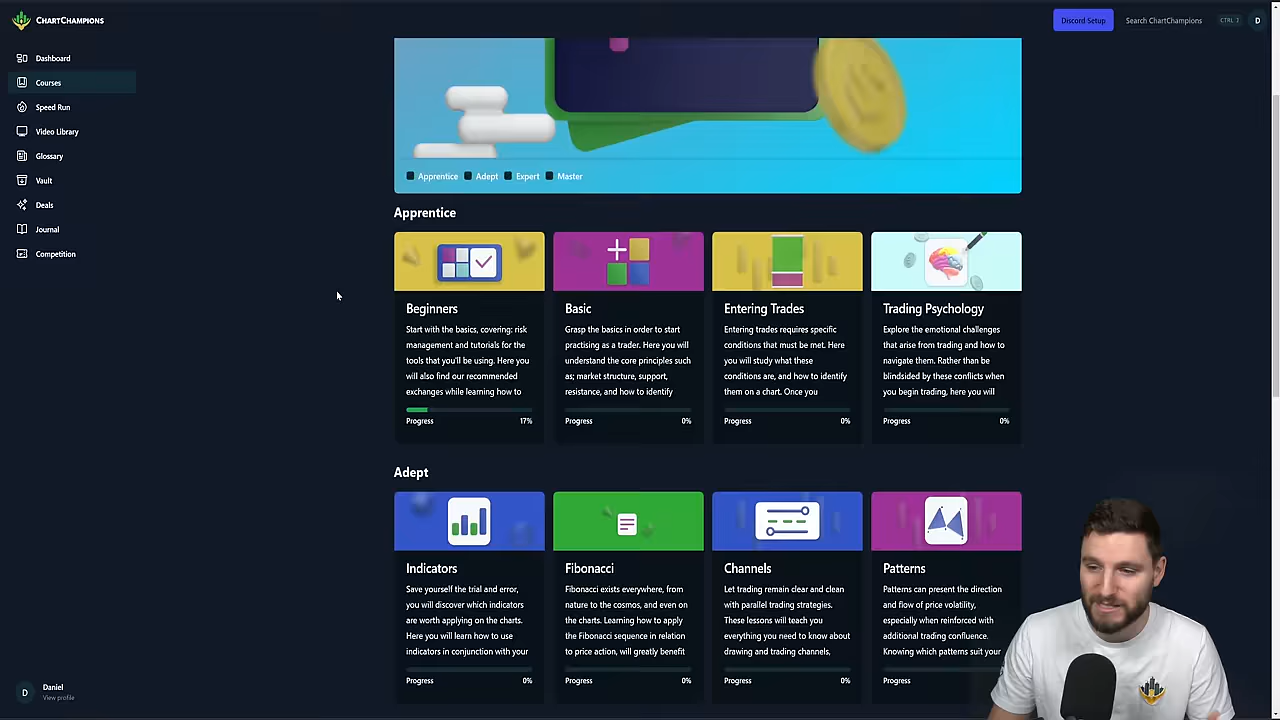 ChartChampions
Discord Setup
Search ChartChampions
CTRL J
D
Dashboard
Courses
Speed Run
Video Library
Glossary
Vault
Deals
Journal
Competition
Apprentice Adept Expert Master
Apprentice
Beginners
Start with the basics, covering: risk
management and tutorials for the
tools that you'll be using. Here you
will also find our recommended
exchanges while learning how to
Progress 17%
Basic
Grasp the basics in order to start
practising as a trader. Here you will
understand the core principles such
as; market structure, support,
resistance, and how to identify
Progress 0%
Entering Trades
Entering trades requires specific
conditions that must be met. Here
you will study what these
conditions are, and how to identify
them on a chart. Once you
Progress 0%
Trading Psychology
Explore the emotional challenges
that arise from trading and how to
navigate them. Rather than be
blindsided by these conflicts when
you begin trading, here you will
Progress 0%
Adept
Indicators
Save yourself the trial and error,
you will discover which indicators
are worth applying on the charts.
Here you will learn how to use
indicators in conjunction with your
Progress 0%
Fibonacci
Fibonacci exists everywhere, from
nature to the cosmos, and even on
the charts. Learning how to apply
the Fibonacci sequence in relation
to price action, will greatly benefit
Progress 0%
Channels
Let trading remain clear and clean
with parallel trading strategies.
These lessons will teach you
everything you need to know about
drawing and trading channels,
Progress 0%
Patterns
Patterns can present the direction
and flow of price volatility,
especially when reinforced with
additional trading confluence.
Knowing which patterns suit your
Progress
D
Daniel
View profile